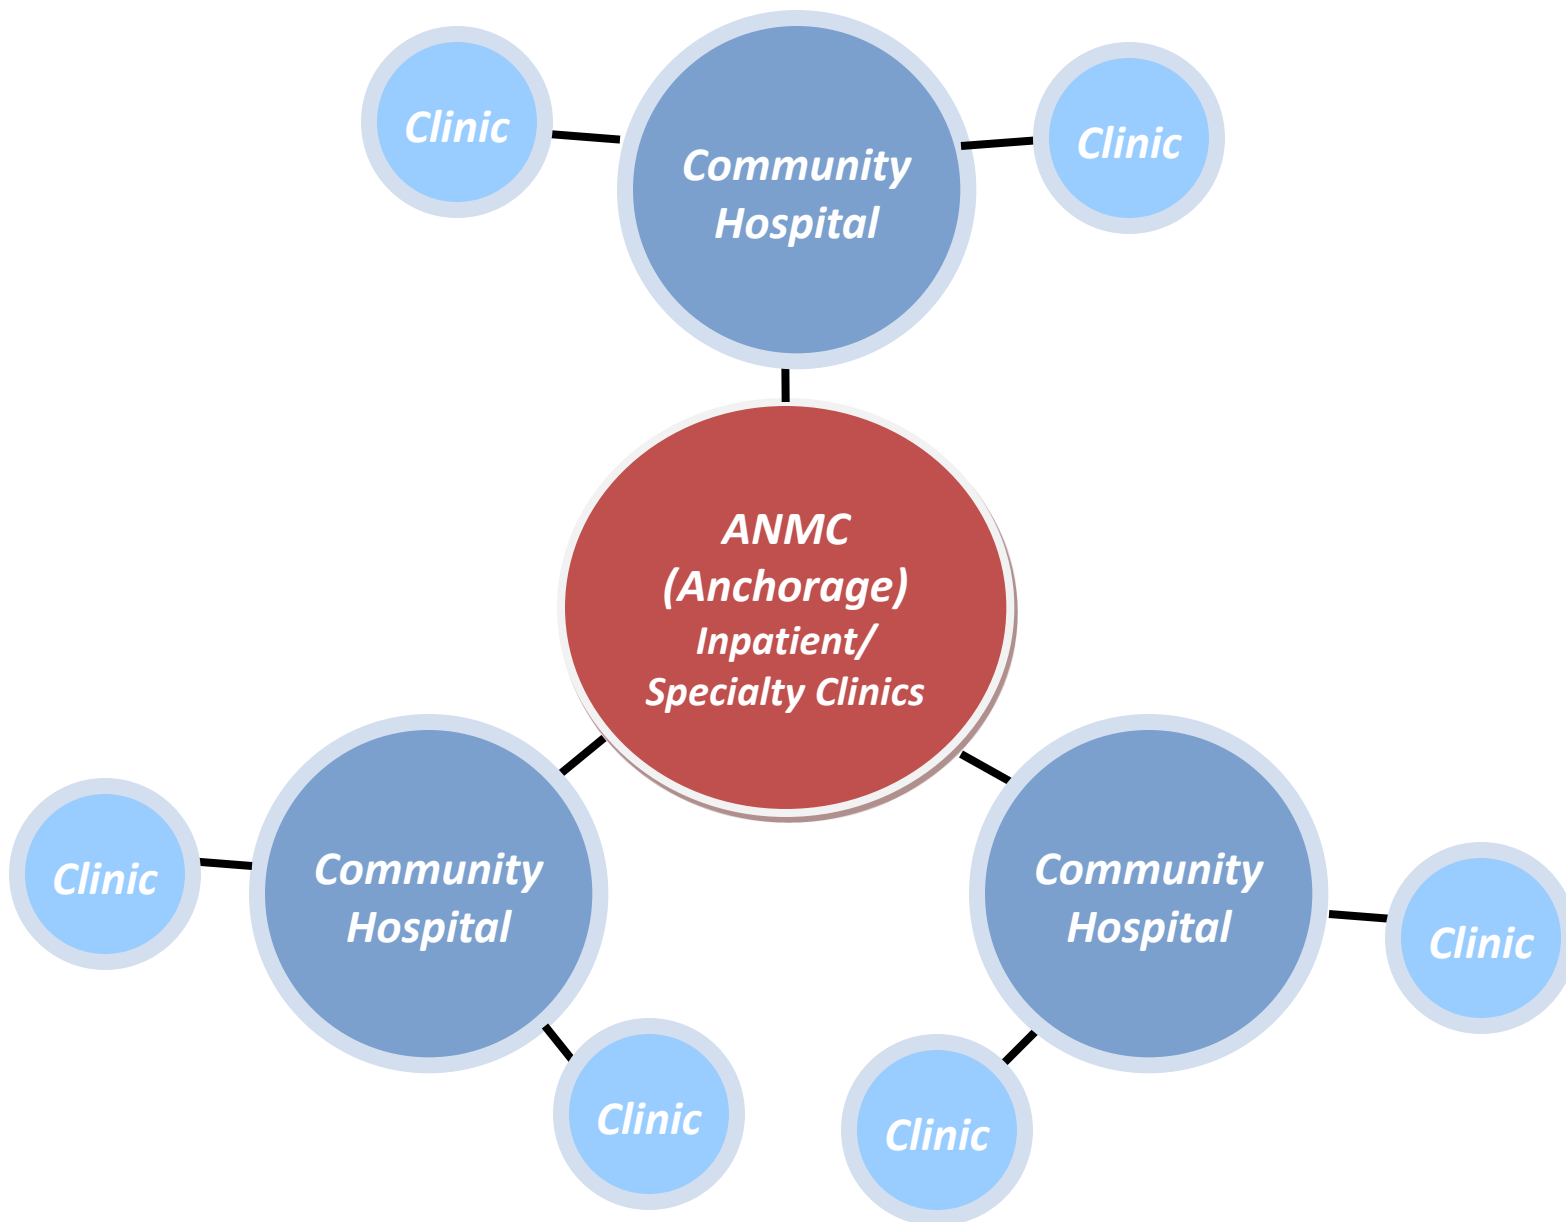 Clinic
Community
Hospital
Clinic
ANMC
(Anchorage)
Inpatient/
Specialty Clinics
Clinic
Community
Hospital
Clinic
Community
Hospital
Clinic
Clinic